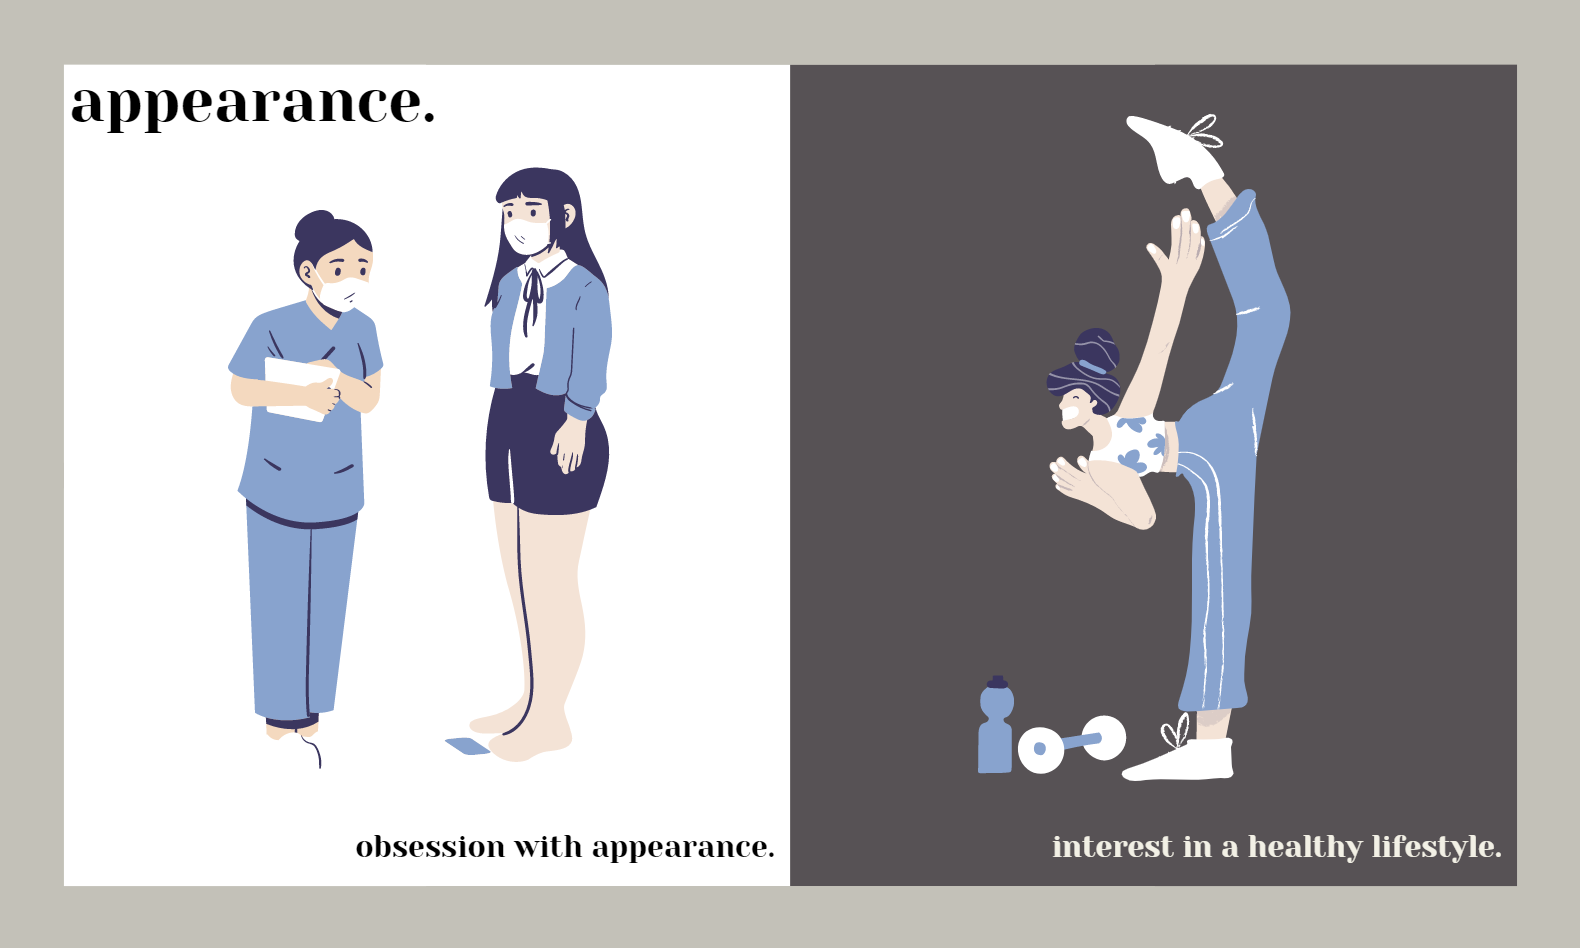 appearance.
obsession with appearance.
interest in a healthy lifestyle.